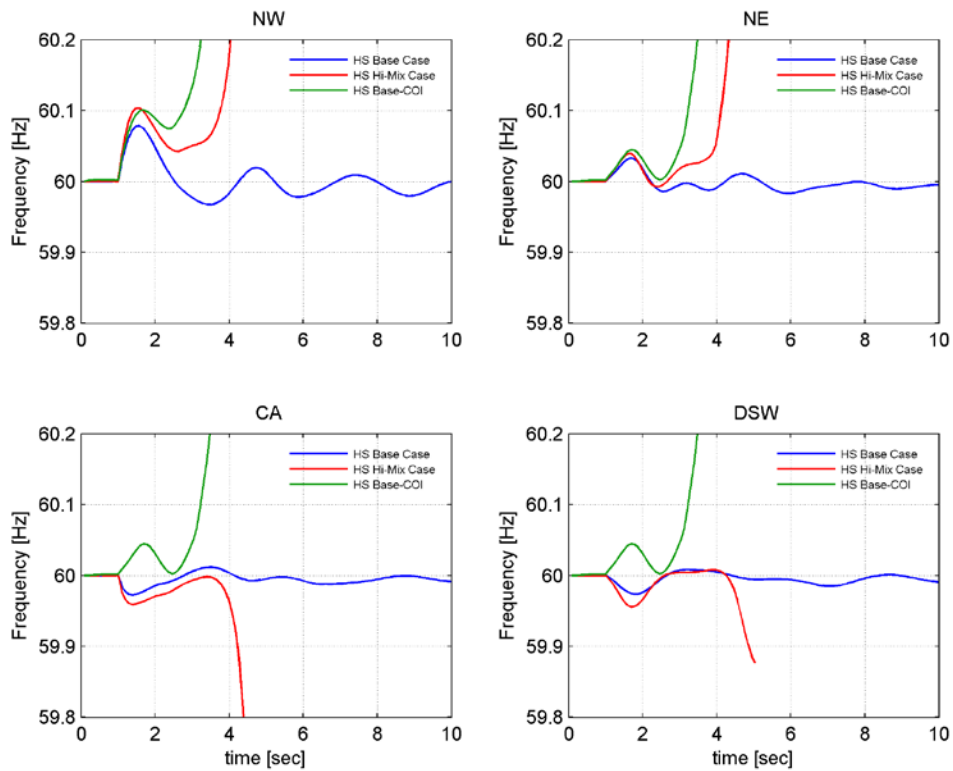 NW
Frequency [Hz]
60.2
60.1
60
59.9
59.8
0 2 4 6 8 10
HS Base Case
HS Hi-Mix Case
HS Base-COI
NE
Frequency [Hz]
60.2
60.1
60
59.9
59.8
0 2 4 6 8 10
HS Base Case
HS Hi-Mix Case
HS Base-COI
CA
Frequency [Hz]
60.2
60.1
60
59.9
59.8
0 2 4 6 8 10
time [sec]
HS Base Case
HS Hi-Mix Case
HS Base-COI
DSW
Frequency [Hz]
60.2
60.1
60
59.9
59.8
0 2 4 6 8 10
time [sec]
HS Base Case
HS Hi-Mix Case
HS Base-COI